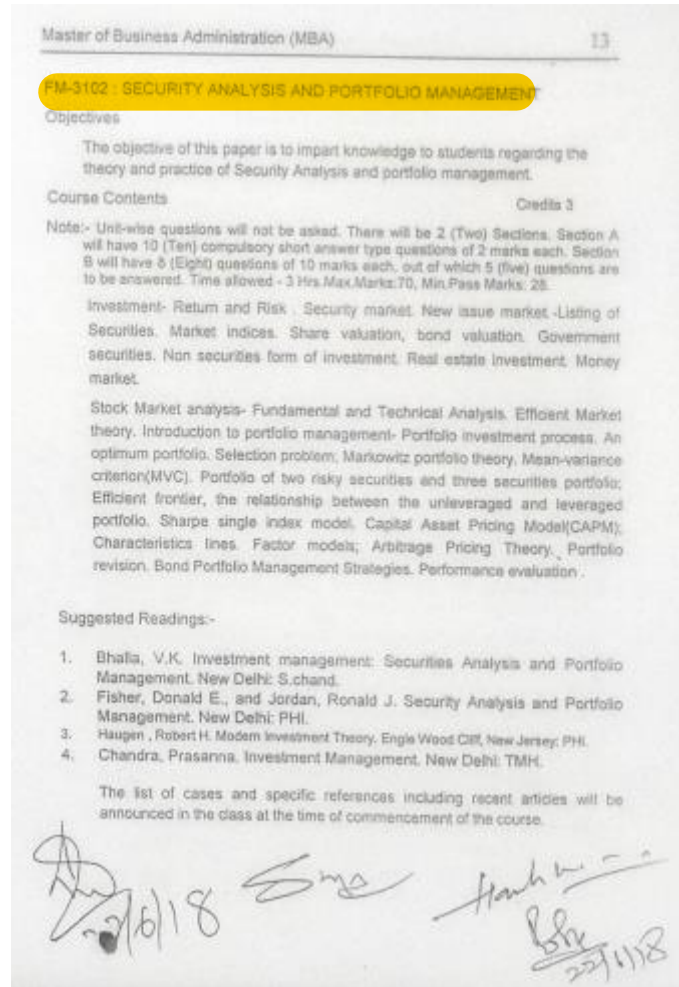 Master of Business Administration (MBA) 13
FM-3102 : SECURITY ANALYSIS AND PORTFOLIO MANAGEMENT
Objectives
The objective of this paper is to impart knowledge to students regarding the
theory and practice of Security Analysis and portfolio management.
Course Contents Credits 3
Note:- Unit-wise questions will not be asked. There will be 2 (Two) Sections. Section A
will have 10 (Ten) compulsory short answer type questions of 2 marks each. Section
B will have 8 (Eight) questions of 10 marks each, out of which 5 (five) questions are
to be answered. Time allowed - 3 Hrs.Max.Marks:70, Min.Pass Marks: 28.
Investment- Return and Risk . Security market. New issue market -Listing of
Securities. Market indices. Share valuation, bond valuation. Government
securities. Non securities form of investment. Real estate Investment. Money
market.
Stock Market analysis- Fundamental and Technical Analysis. Efficient Market
theory. Introduction to portfolio management- Portfolio investment process. An
optimum portfolio. Selection problem; Markowitz portfolio theory. Mean-variance
criterion(MVC). Portfolio of two risky securities and three securities portfolio;
Efficient frontier, the relationship between the unleveraged and leveraged
portfolio. Sharpe single index model. Capital Asset Pricing Model(CAPM);
Characteristics lines. Factor models; Arbitrage Pricing Theory. Portfolio
revision. Bond Portfolio Management Strategies. Performance evaluation .
Suggested Readings:-
1. Bhalla, V.K. Investment management: Securities Analysis and Portfolio
Management. New Delhi: S.chand.
2. Fisher, Donald E., and Jordan, Ronald J. Security Analysis and Portfolio
Management. New Delhi: PHI.
3. Haugen , Robert H. Modern Investment Theory. Engle Wood Cliff, New Jersey: PHI.
4. Chandra, Prasanna. Investment Management. New Delhi: TMH.
The list of cases and specific references including recent articles will be
announced in the class at the time of commencement of the course.
22/6/18